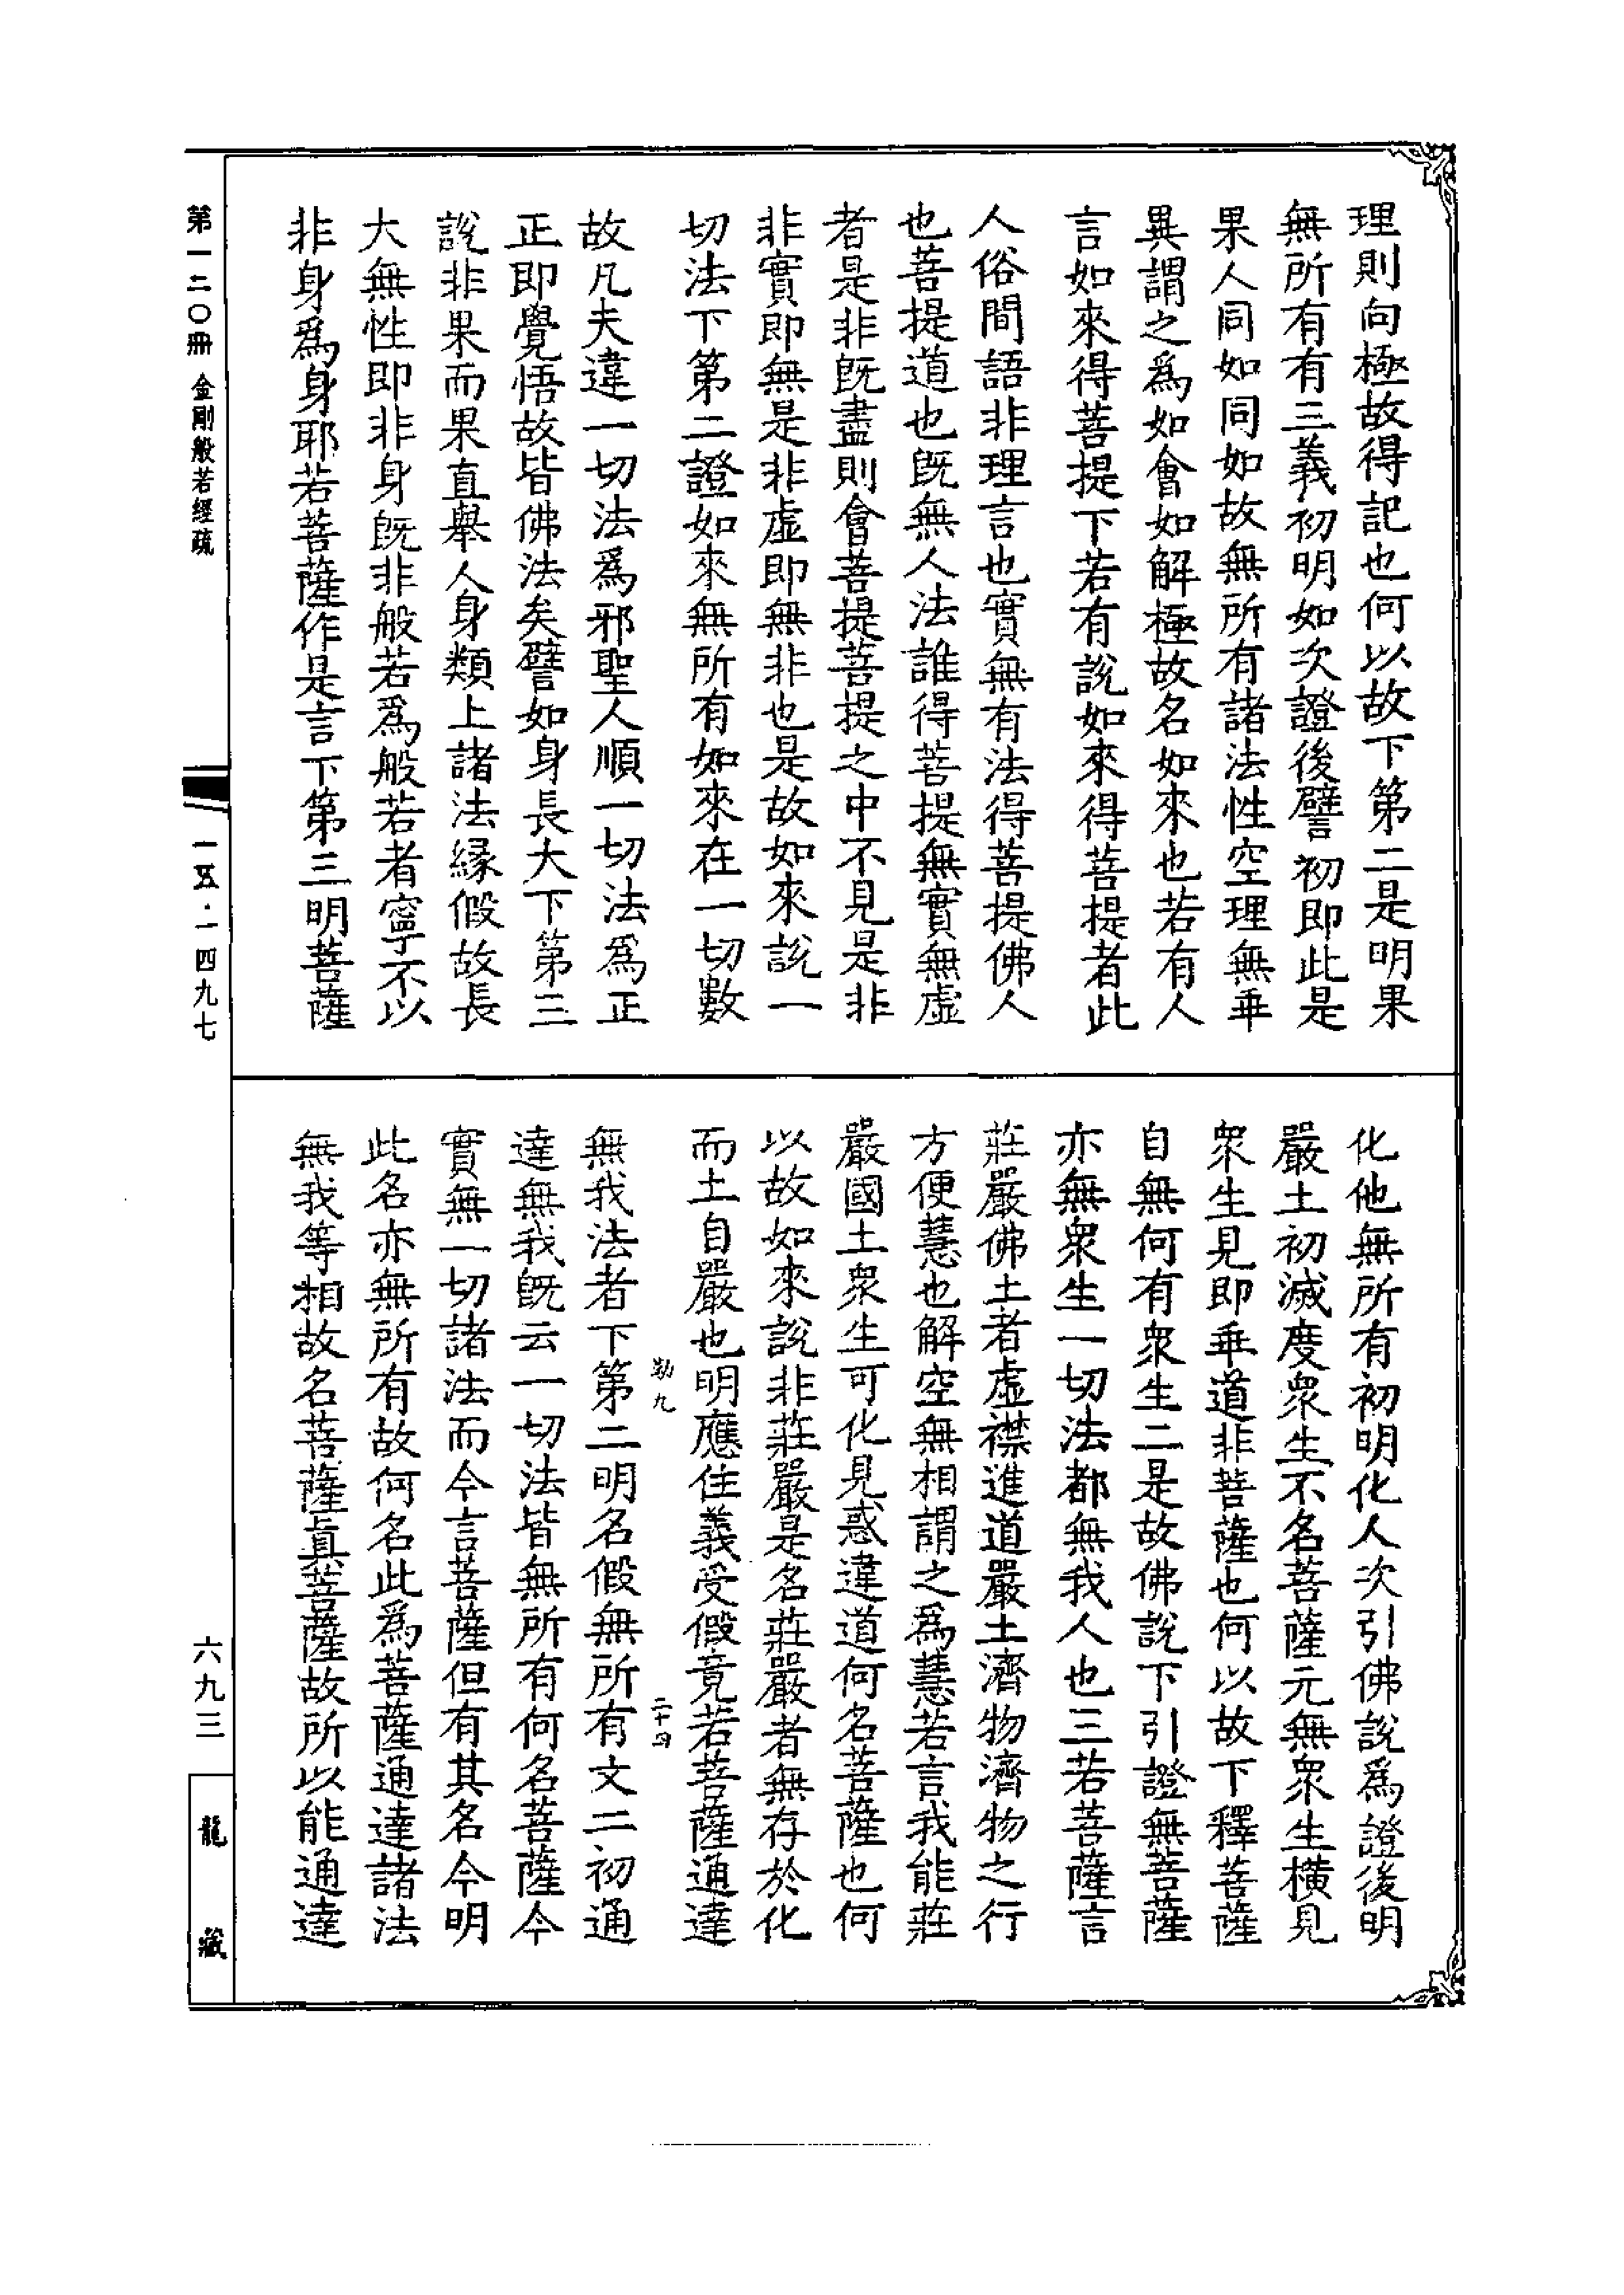 理則向極故得記也何以故下第二是明果
無所有有三義初明如次證後譬初即此是
果人同如同如故無所有諸法性空理無乖
異謂之爲如會如解極故名如來也若有人
言如來得菩提下若有說如來得菩提者此
人俗間語非理言也實無有法得菩提佛人
也菩提道也既無人法誰得菩提無實無虛
者是非既盡則會菩提菩提之中不見是非
非實即無是非虛即無非也是故如來說一
切法下第二證如來無所有如來在一切數
故凡夫違一切法爲邪聖人順一切法爲正
正即覺悟故皆佛法矣譬如身長大下第三
說非果而果直舉人身類上諸法緣假故長
大無性即非身既非般若爲般若者寧不以
非身爲身耶若菩薩作是言下第三明菩薩
化他無所有初明化人次引佛說爲證後明
嚴土初滅度衆生不名菩薩元無衆生橫見
衆生見即乖道非菩薩也何以故下釋菩薩
自無何有衆生二是故佛說下引證無菩薩
亦無衆生一切法都無我人也三若菩薩言
莊嚴佛土者虛襟進道嚴土濟物濟物之行
方便慧也解空無相謂之爲慧若言我能莊
嚴國土衆生可化見惑違道何名菩薩也何
以故如來說非莊嚴是名莊嚴者無存於化
而土自嚴也明應住義受假竟若菩薩通達
勒九 二十四
無我法者下第二明名假無所有文二初通
達無我既云一切法皆無所有何名菩薩今
實無一切諸法而今言菩薩但有其名今明
此名亦無所有故何名此爲菩薩通達諸法
無我等相故名菩薩真菩薩故所以能通達
第一二〇冊 金剛般若經疏
一五·一四九七
六九三
龍藏